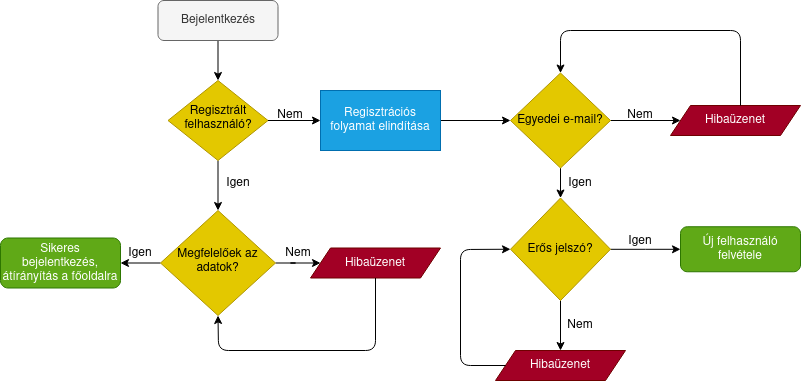 Bejelentkezés
Regisztrált
felhasználó?
Nem
Regisztrációs
folyamat elindítása
Egyedei e-mail?
Nem
Hibaüzenet
Igen
Igen
Megfelelőek az
adatok?
Igen
Sikeres
bejelentkezés,
átírányítás a főoldalra
Nem
Hibaüzenet
Erős jelszó?
Igen
Új felhasználó
felvétele
Nem
Hibaüzenet